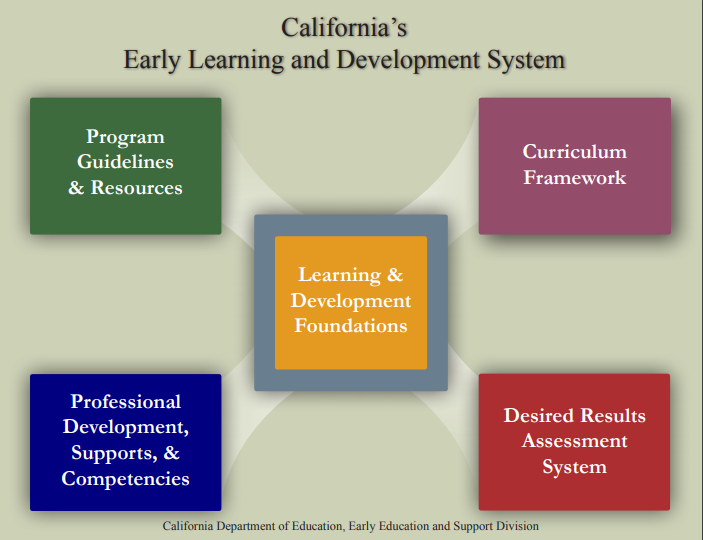 California’s
Early Learning and Development System
Program
Guidelines
& Resources
Curriculum
Framework
Learning &
Development
Foundations
Professional
Development,
Supports, &
Competencies
Desired Results
Assessment
System
California Department of Education, Early Education and Support Division